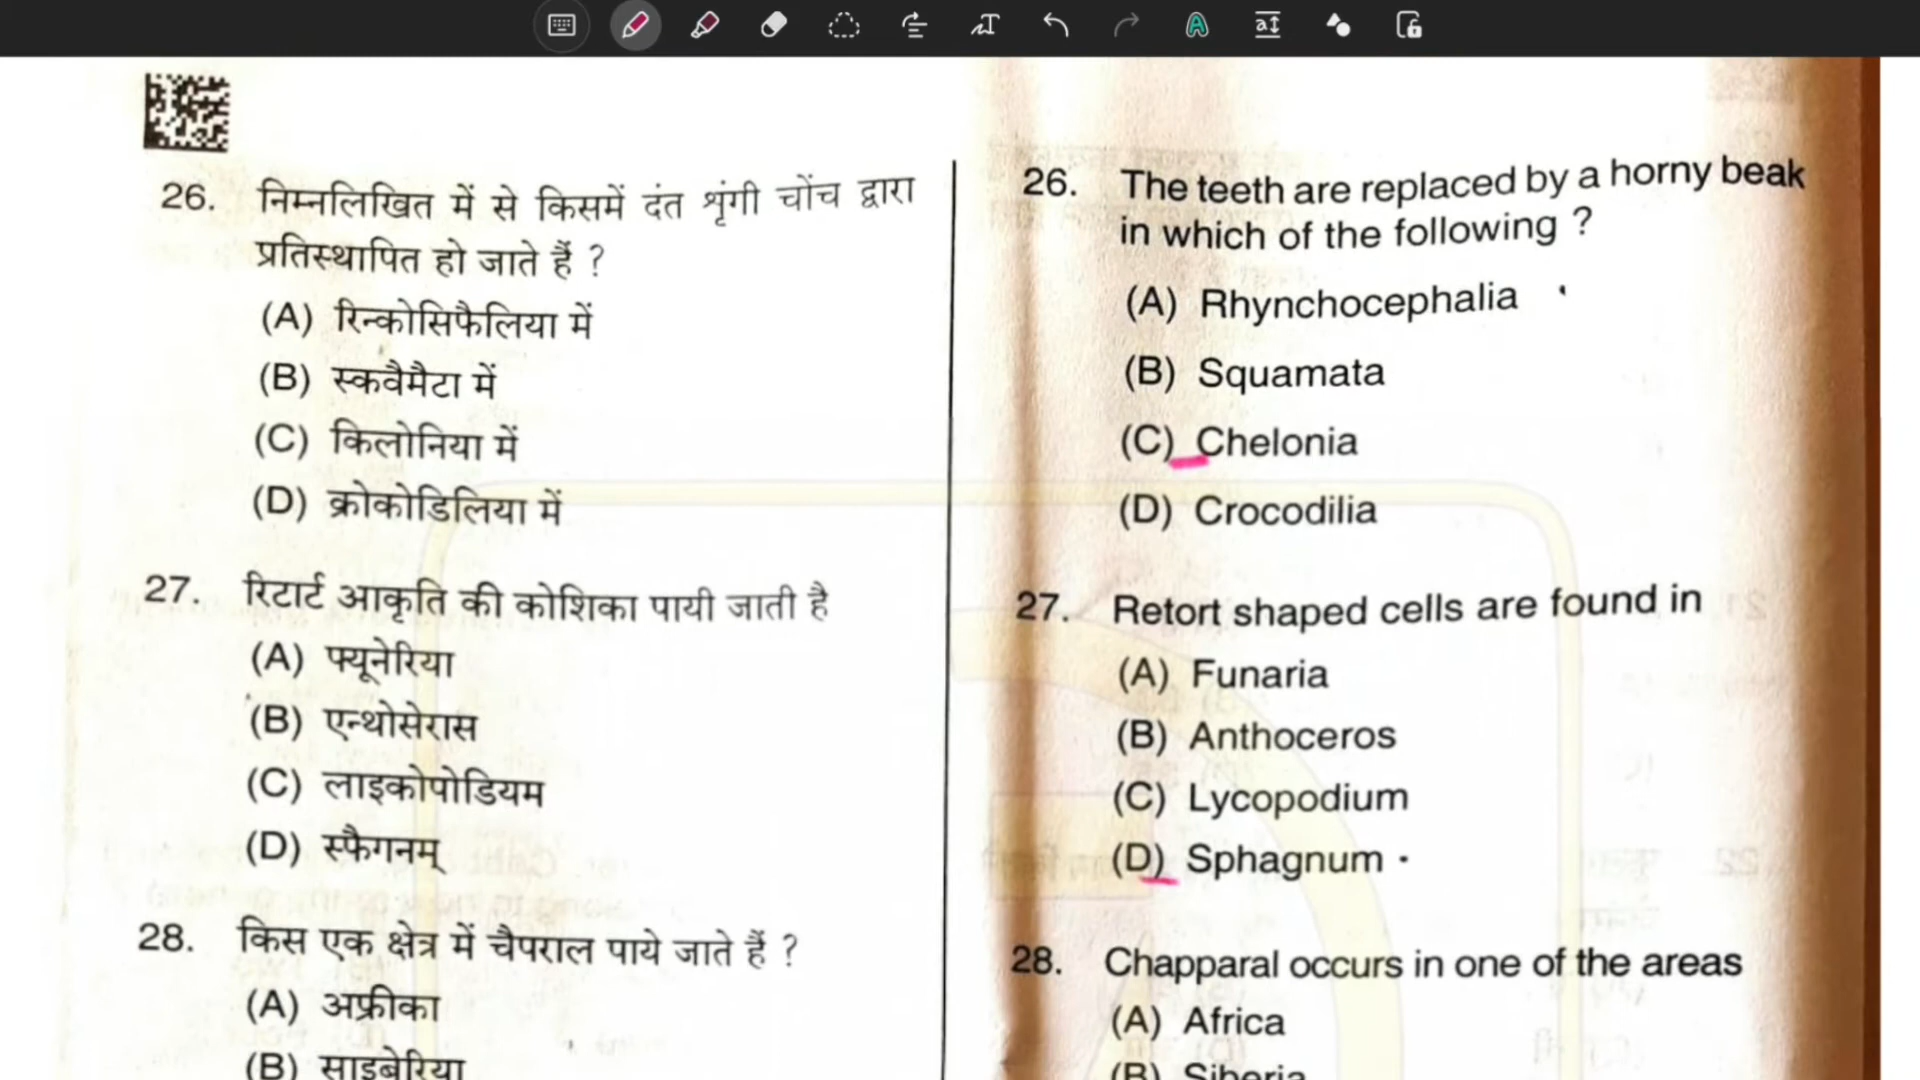 26. निम्नलिखित में से किसमें दंत शृंगी चोंच द्वारा
प्रतिस्थापित हो जाते हैं ?
(A) रिन्कोसिफैलिया में
(B) स्कवैमैटा में
(C) किलोनिया में
(D) क्रोकोडिलिया में
27. रिटार्ट आकृति की कोशिका पायी जाती है
(A) फ्यूनेरिया
(B) एन्थोसेरास
(C) लाइकोपोडियम
(D) स्फैगनम्
28. किस एक क्षेत्र में चैपराल पाये जाते हैं ?
(A) अफ्रीका
(B) साइबेरिया
26. The teeth are replaced by a horny beak
in which of the following ?
(A) Rhynchocephalia
(B) Squamata
(C) Chelonia
(D) Crocodilia
27. Retort shaped cells are found in
(A) Funaria
(B) Anthoceros
(C) Lycopodium
(D) Sphagnum
28. Chapparal occurs in one of the areas
(A) Africa
(B) Siberia